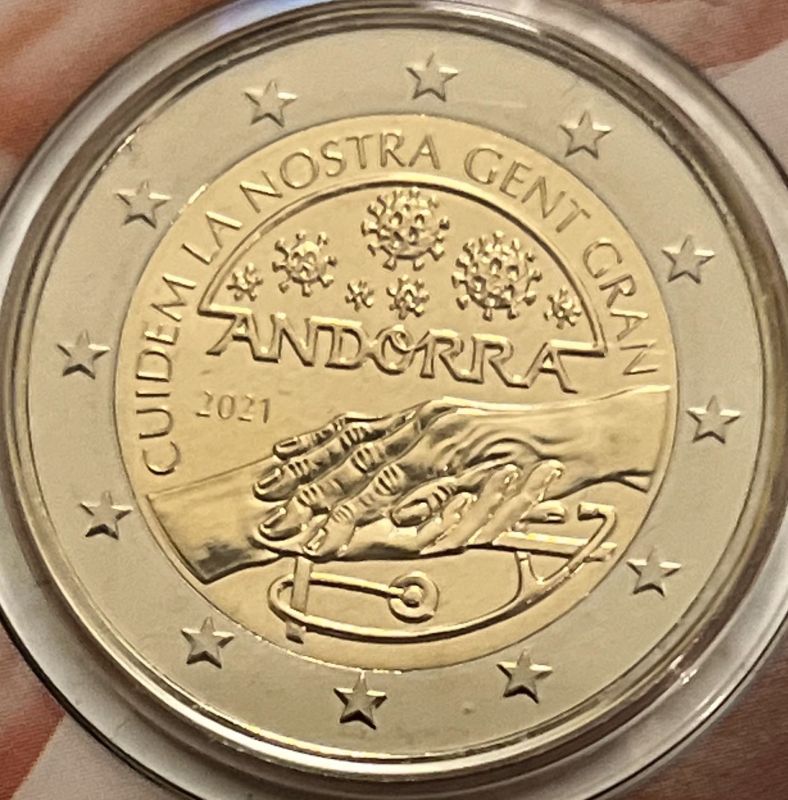 CUIDEM LA NOSTRA GENT GRAN
ANDORRA
2021